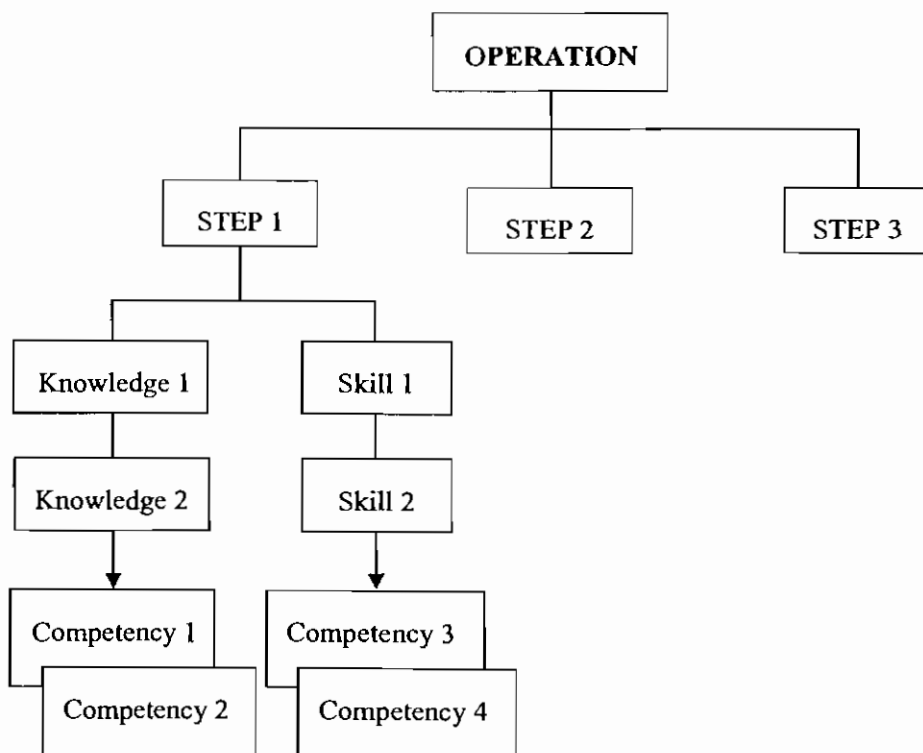 OPERATION
STEP 1
STEP 2
STEP 3
Knowledge 1
Skill 1
Knowledge 2
Skill 2
Competency 1
Competency 3
Competency 2
Competency 4